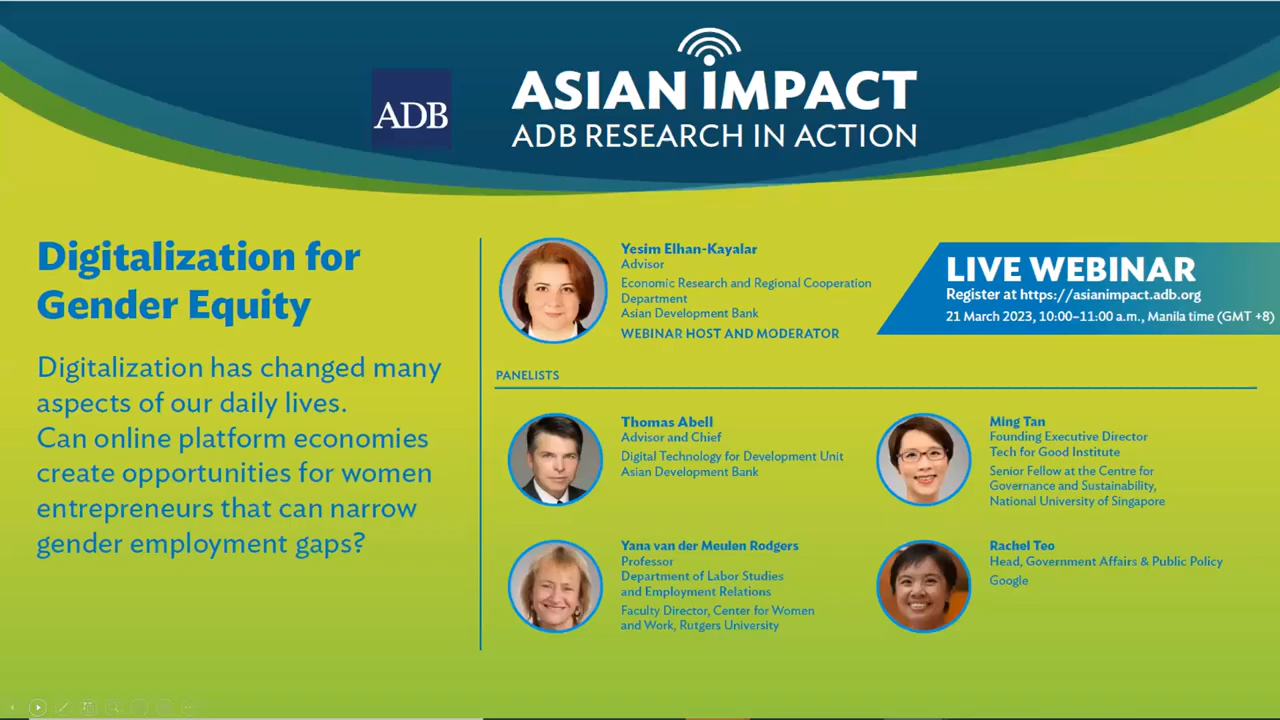 ADB
ASIAN iMPACT
ADB RESEARCH IN ACTION
Digitalization for
Gender Equity
Digitalization has changed many
aspects of our daily lives.
Can online platform economies
create opportunities for women
entrepreneurs that can narrow
gender employment gaps?
Yesim Elhan-Kayalar
Advisor
Economic Research and Regional Cooperation
Department
Asian Development Bank
WEBINAR HOST AND MODERATOR
LIVE WEBINAR
Register at https://asianimpact.adb.org
21 March 2023, 10:00–11:00 a.m., Manila time (GMT +8)
PANELISTS
Thomas Abell
Advisor and Chief
Digital Technology for Development Unit
Asian Development Bank
Ming Tan
Founding Executive Director
Tech for Good Institute
Senior Fellow at the Centre for
Governance and Sustainability,
National University of Singapore
Yana van der Meulen Rodgers
Professor
Department of Labor Studies
and Employment Relations
Faculty Director, Center for Women
and Work, Rutgers University
Rachel Teo
Head, Government Affairs & Public Policy
Google